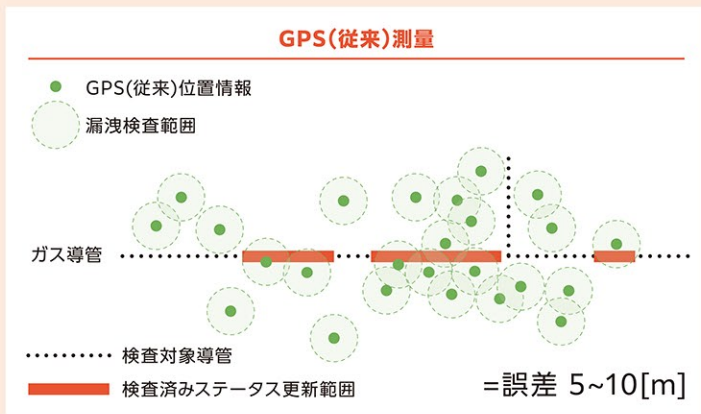 GPS(従来)測量
GPS(従来)位置情報
漏洩検査範囲
ガス導管
検査対象導管
検査済みステータス更新範囲
=誤差 5~10[m]